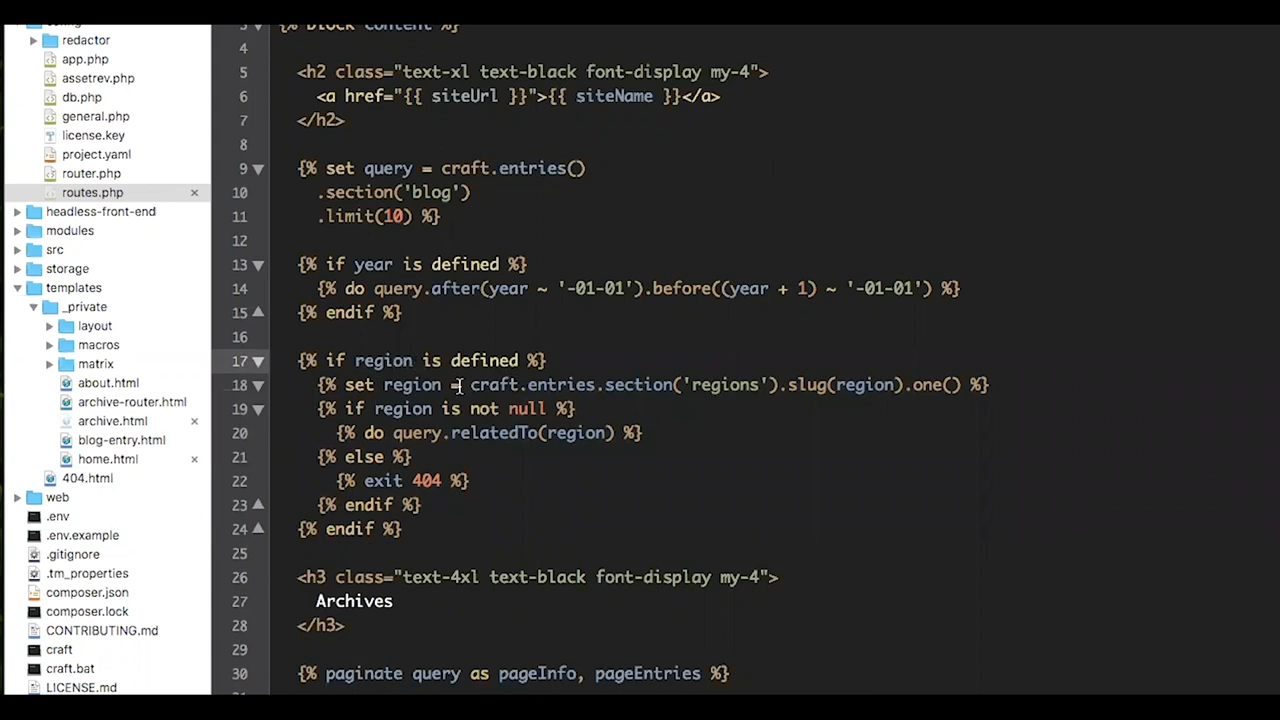 redactor
app.php
assetrev.php
db.php
general.php
license.key
project.yaml
router.php
routes.php ×
headless-front-end
modules
src
storage
templates
_private
layout
macros
matrix
about.html
archive-router.html
archive.html ×
blog-entry.html
home.html ×
404.html
web
.env
.env.example
.gitignore
.tm_properties
composer.json
composer.lock
CONTRIBUTING.md
craft
craft.bat
LICENSE.md
3 {% block content %}
4
5 <h2 class="text-xl text-black font-display my-4">
6 <a href="{{ siteUrl }}">{{ siteName }}</a>
7 </h2>
8
9 {% set query = craft.entries()
10 .section('blog')
11 .limit(10) %}
12
13 {% if year is defined %}
14 {% do query.after(year ~ '-01-01').before((year + 1) ~ '-01-01') %}
15 {% endif %}
16
17 {% if region is defined %}
18 {% set region = craft.entries.section('regions').slug(region).one() %}
19 {% if region is not null %}
20 {% do query.relatedTo(region) %}
21 {% else %}
22 {% exit 404 %}
23 {% endif %}
24 {% endif %}
25
26 <h3 class="text-4xl text-black font-display my-4">
27 Archives
28 </h3>
29
30 {% paginate query as pageInfo, pageEntries %}